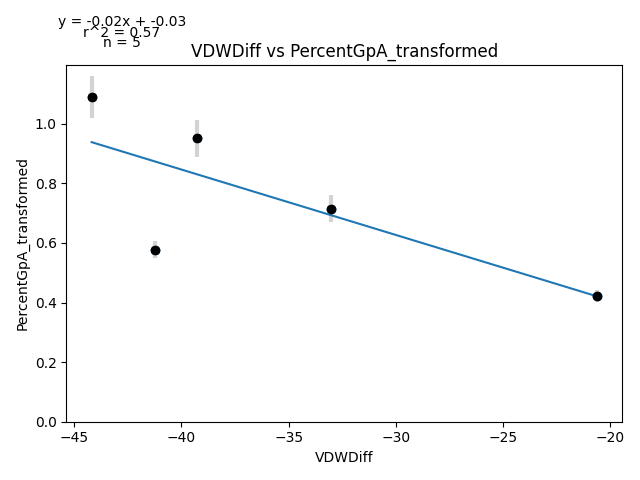 y = -0.02x + -0.03
r^2 = 0.57
n = 5
VDWDiff vs PercentGpA_transformed
PercentGpA_transformed
1.0
0.8
0.6
0.4
0.2
0.0
−45
−40
−35
−30
−25
−20
VDWDiff